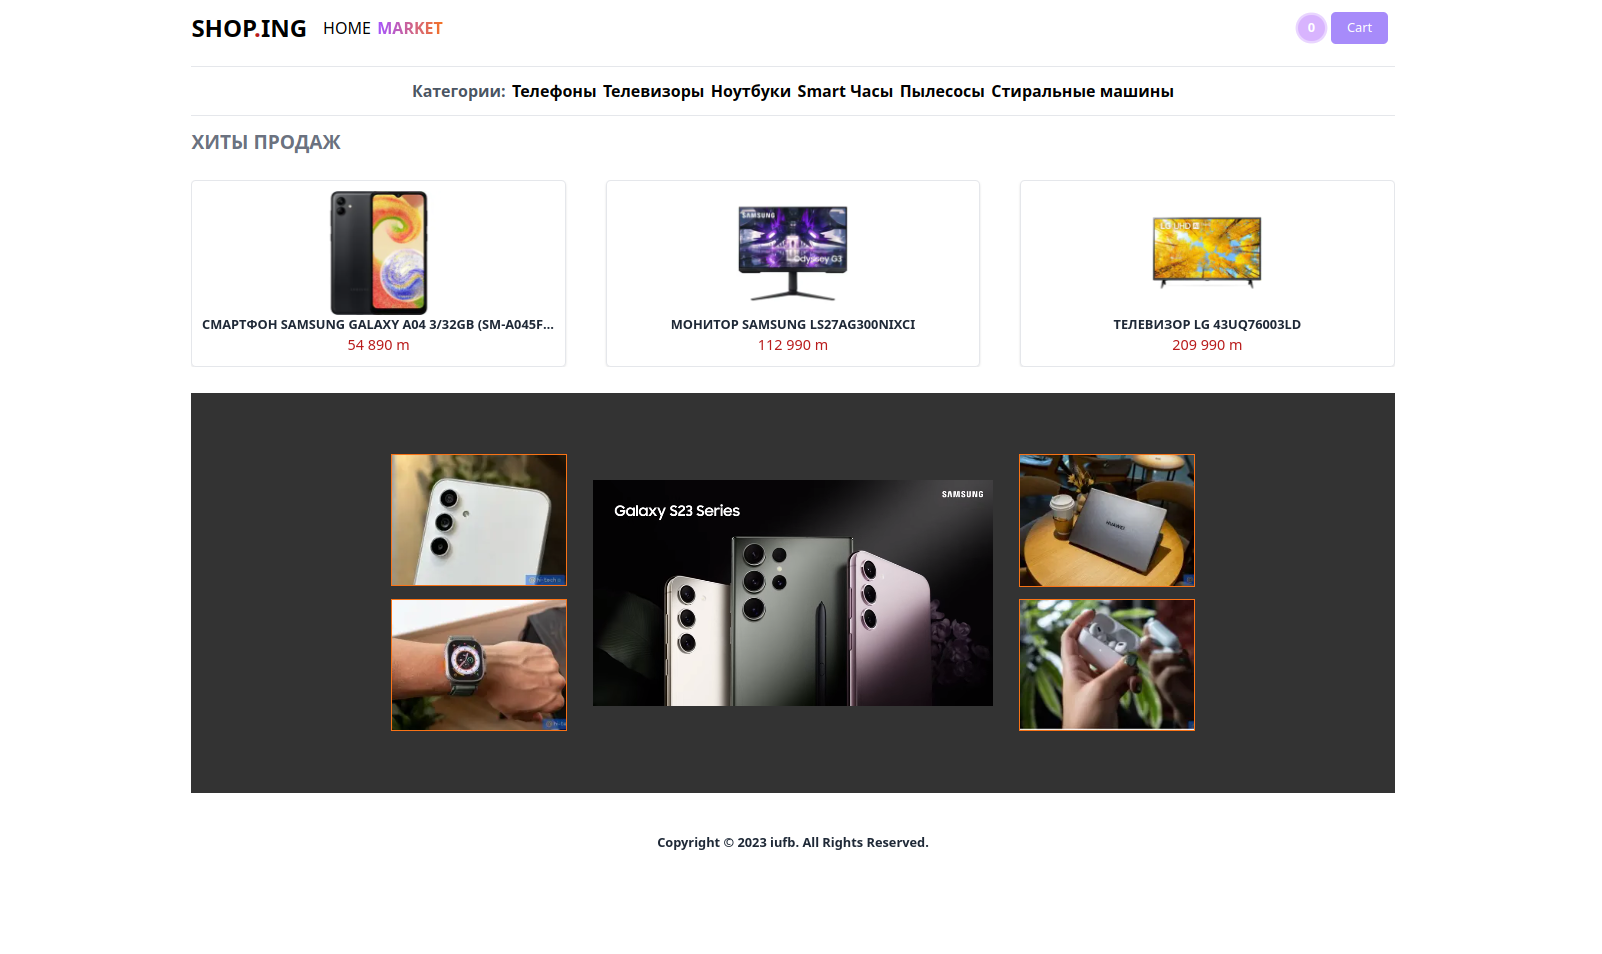 SHOP.ING HOME MARKET 0 Cart
Категории: Телефоны Телевизоры Ноутбуки Smart Часы Пылесосы Стиральные машины
ХИТЫ ПРОДАЖ
SAMSUNG
Odyssey G3
LG UHD AI
СМАРТФОН SAMSUNG GALAXY A04 3/32GB (SM-A045F...
54 890 m
МОНИТОР SAMSUNG LS27AG300NIXCI
112 990 m
ТЕЛЕВИЗОР LG 43UQ76003LD
209 990 m
SAMSUNG
Galaxy S23 Series
HUAWEI
Copyright © 2023 iufb. All Rights Reserved.